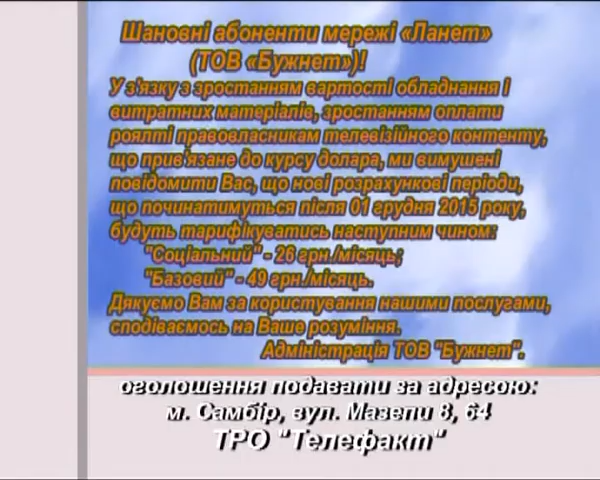 Шановні абоненти мережі «Ланет»
(ТОВ «Бужнет»)!
У зв'язку з зростанням вартості обладнання і
витратних матеріалів, зростанням оплати
роялті правовласникам телевізійного контенту,
що прив'язане до курсу долара, ми вимушені
повідомити Вас, що нові розрахункові періоди,
що починатимуться після 01 грудня 2015 року,
будуть тарифікуватись наступним чином:
"Соціальний" - 26 грн./місяць;
"Базовий" - 49 грн./місяць.
Дякуємо Вам за користування нашими послугами,
сподіваємось на Ваше розуміння.
Адміністрація ТОВ "Бужнет".
оголошення подавати за адресою:
м. Самбір, вул. Мазепи 8, 64
ТРО "Телефакт"